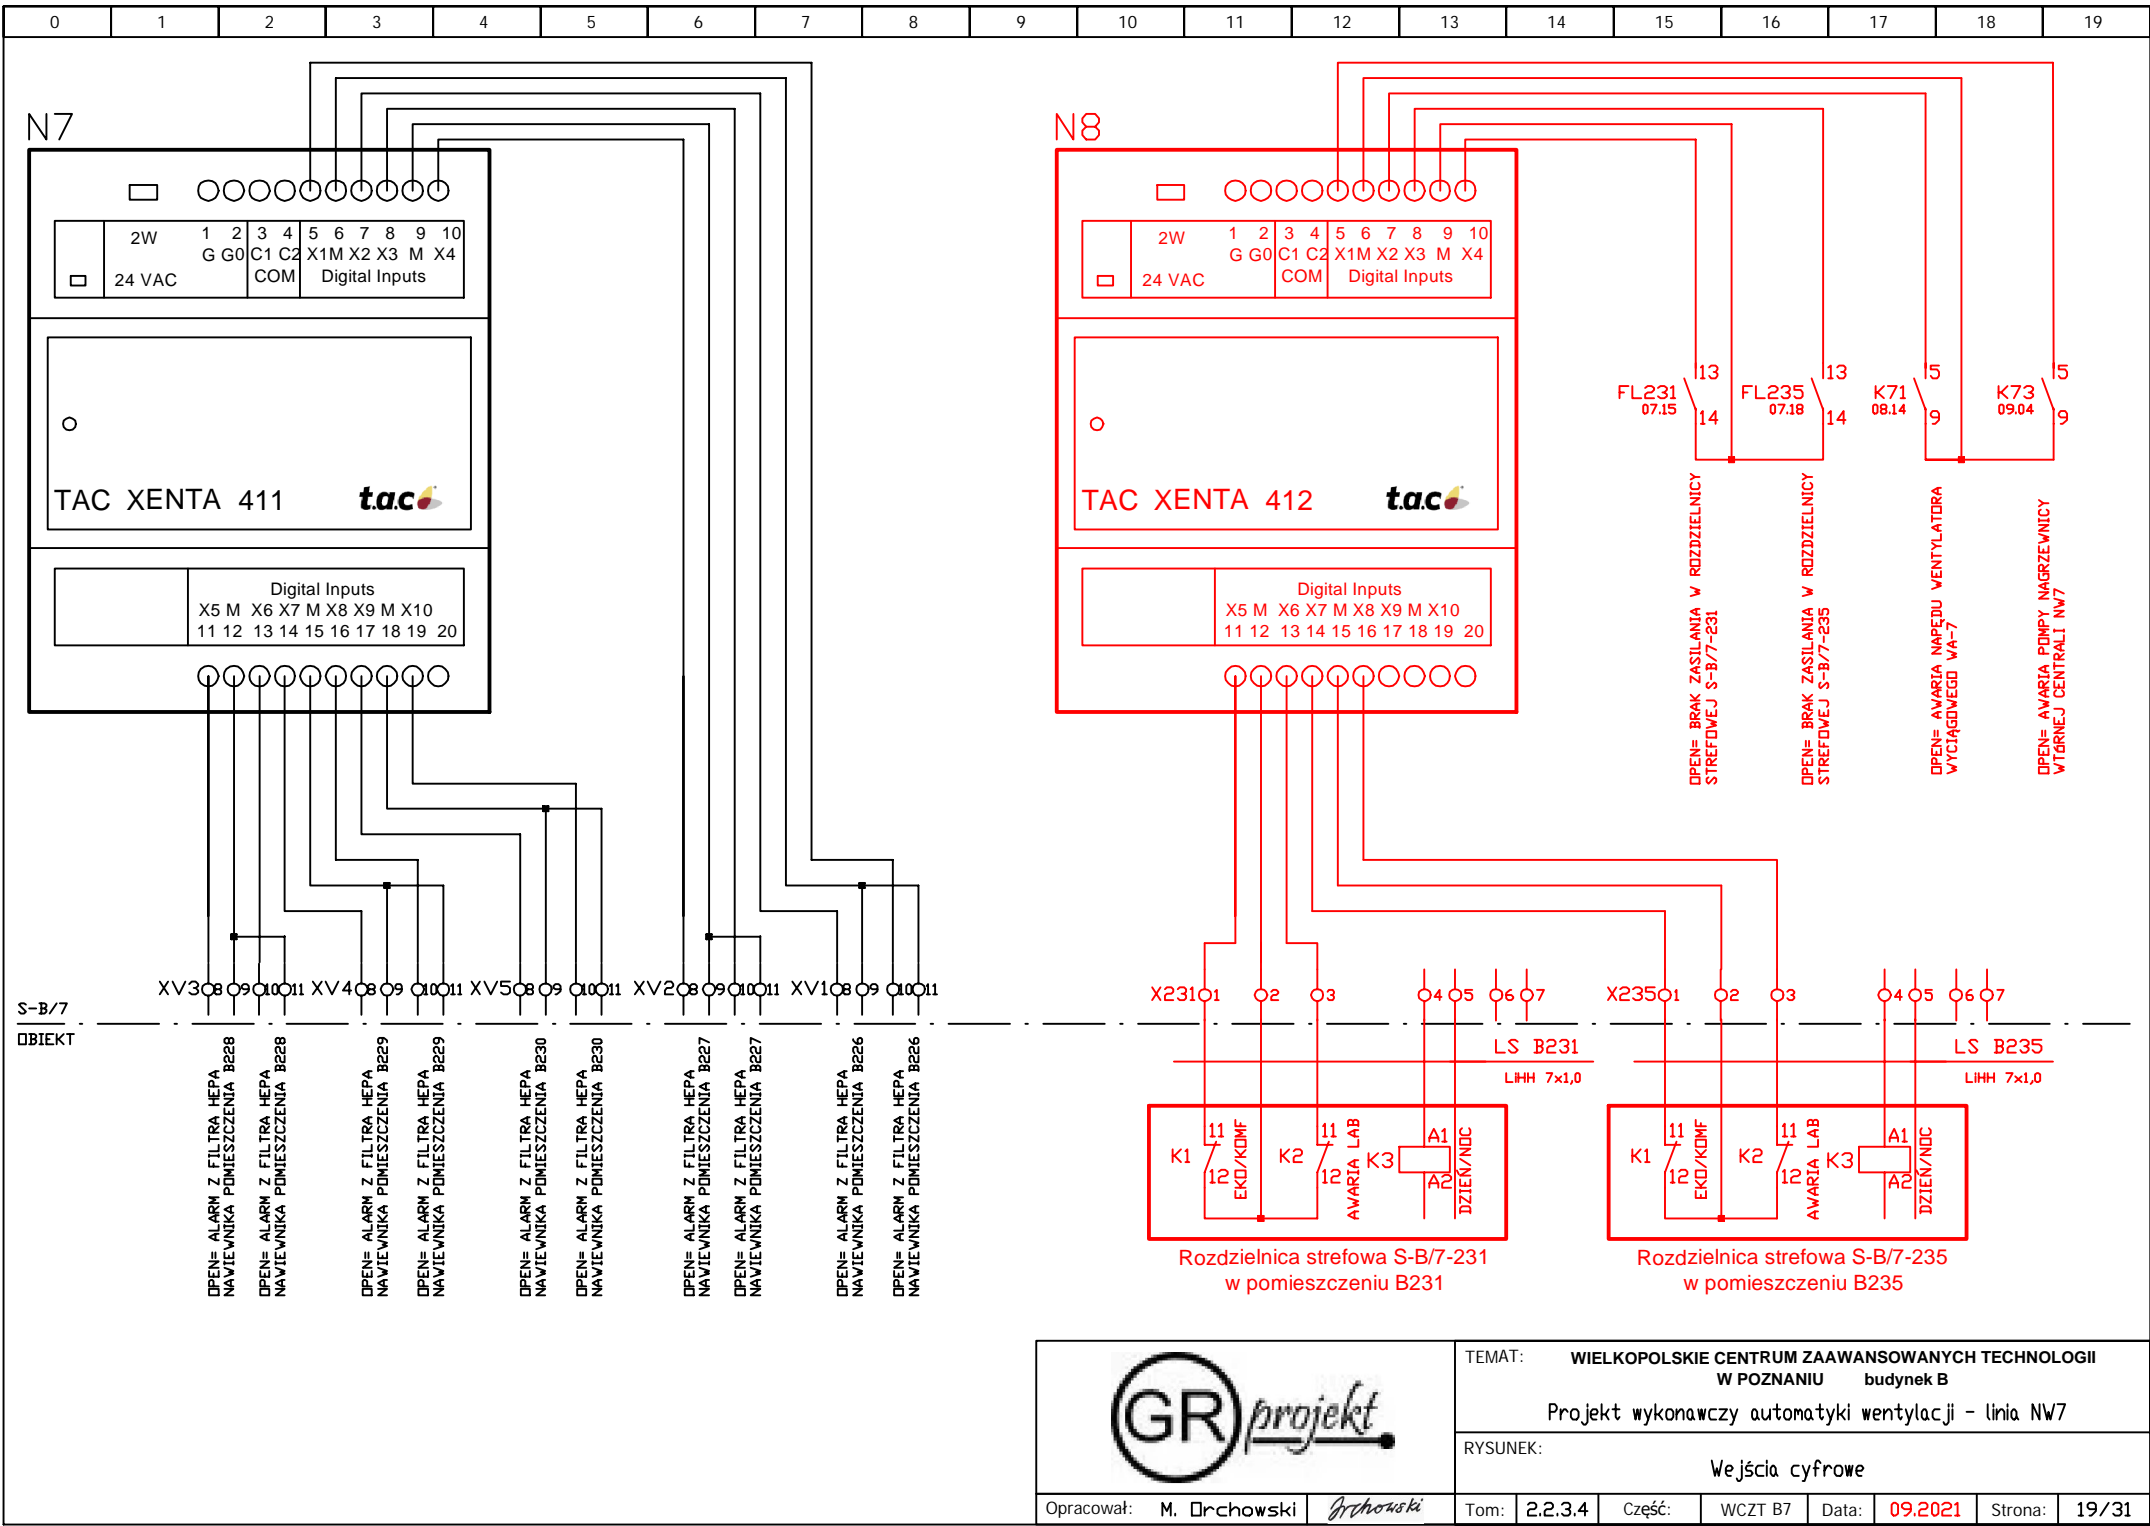 0 1 2 3 4 5 6 7 8 9 10 11 12 13 14 15 16 17 18 19
N7
2W
24 VAC
1 2 3 4 5 6 7 8 9 10
G G0 C1 C2 X1 M X2 X3 M X4
COM Digital Inputs
TAC XENTA 411
t.a.c
Digital Inputs
X5 M X6 X7 M X8 X9 M X10
11 12 13 14 15 16 17 18 19 20
N8
2W
24 VAC
1 2 3 4 5 6 7 8 9 10
G G0 C1 C2 X1 M X2 X3 M X4
COM Digital Inputs
TAC XENTA 412
t.a.c
Digital Inputs
X5 M X6 X7 M X8 X9 M X10
11 12 13 14 15 16 17 18 19 20
FL231
07.15
13
14
FL235
07.18
13
14
K71
08.14
5
9
K73
09.04
5
9
OPEN= BRAK ZASILANIA W ROZDZIELNICY
STREFOWEJ S-B/7-231
OPEN= BRAK ZASILANIA W ROZDZIELNICY
STREFOWEJ S-B/7-235
OPEN= AWARIA NAPĘDU WENTYLATORA
WYCIĄGOWEGO WA-7
OPEN= AWARIA POMPY NAGRZEWNICY
WTÓRNEJ CENTRALI NW7
XV3 8 9 10 11 XV4 8 9 10 11 XV5 8 9 10 11 XV2 8 9 10 11 XV1 8 9 10 11
X231 1 2 3 4 5 6 7
X235 1 2 3 4 5 6 7
S-B/7
OBIEKT
OPEN= ALARM Z FILTRA HEPA
NAWIEWNIKA POMIESZCZENIA B228
OPEN= ALARM Z FILTRA HEPA
NAWIEWNIKA POMIESZCZENIA B228
OPEN= ALARM Z FILTRA HEPA
NAWIEWNIKA POMIESZCZENIA B229
OPEN= ALARM Z FILTRA HEPA
NAWIEWNIKA POMIESZCZENIA B229
OPEN= ALARM Z FILTRA HEPA
NAWIEWNIKA POMIESZCZENIA B230
OPEN= ALARM Z FILTRA HEPA
NAWIEWNIKA POMIESZCZENIA B230
OPEN= ALARM Z FILTRA HEPA
NAWIEWNIKA POMIESZCZENIA B227
OPEN= ALARM Z FILTRA HEPA
NAWIEWNIKA POMIESZCZENIA B227
OPEN= ALARM Z FILTRA HEPA
NAWIEWNIKA POMIESZCZENIA B226
OPEN= ALARM Z FILTRA HEPA
NAWIEWNIKA POMIESZCZENIA B226
LS B231
LiHH 7x1,0
K1
11
12
EKO/KOMF
K2
11
12
AWARIA LAB
K3
A1
A2
DZIEŃ/NOC
Rozdzielnica strefowa S-B/7-231
w pomieszczeniu B231
LS B235
LiHH 7x1,0
K1
11
12
EKO/KOMF
K2
11
12
AWARIA LAB
K3
A1
A2
DZIEŃ/NOC
Rozdzielnica strefowa S-B/7-235
w pomieszczeniu B235
GR projekt
TEMAT: WIELKOPOLSKIE CENTRUM ZAAWANSOWANYCH TECHNOLOGII
W POZNANIU budynek B
Projekt wykonawczy automatyki wentylacji - linia NW7
RYSUNEK:
Wejścia cyfrowe
Opracował: M. Orchowski Orchowski Tom: 2.2.3.4 Część: WCZT B7 Data: 09.2021 Strona: 19/31